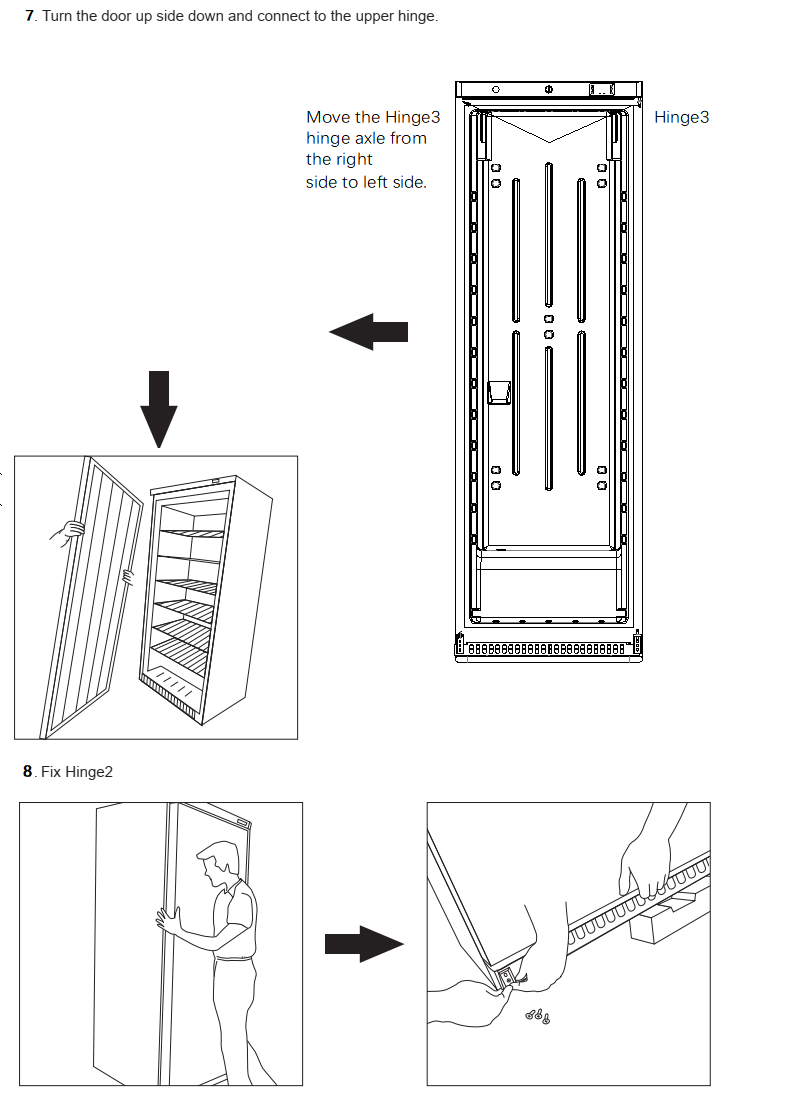 7. Turn the door up side down and connect to the upper hinge.
Move the Hinge3
hinge axle from
the right
side to left side.
Hinge3
8. Fix Hinge2